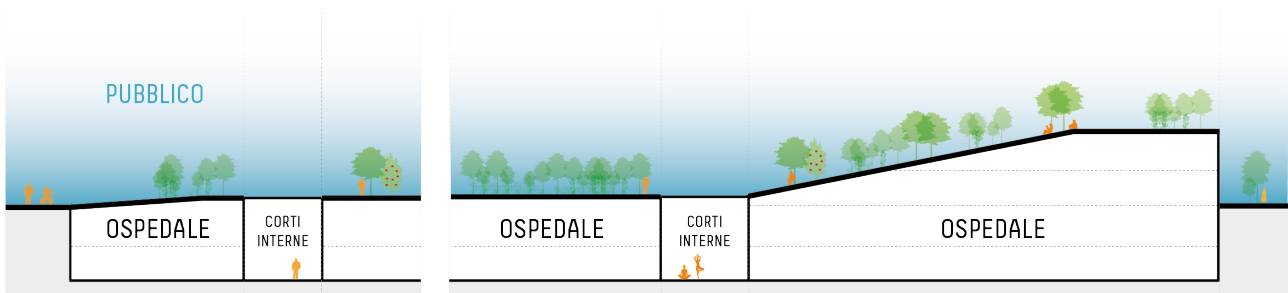 PUBBLICO
OSPEDALE
CORTI
INTERNE
OSPEDALE
CORTI
INTERNE
OSPEDALE